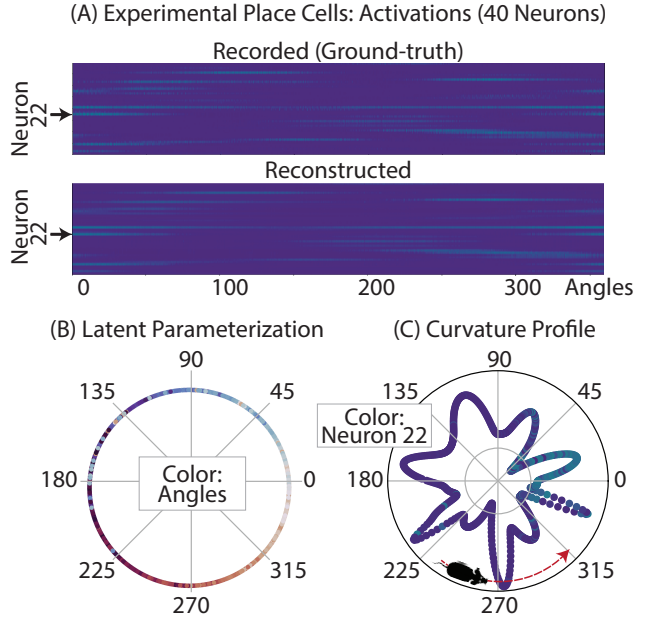 (A) Experimental Place Cells: Activations (40 Neurons)
Recorded (Ground-truth)
Neuron
22
Reconstructed
Neuron
22
0 100 200 300 Angles
(B) Latent Parameterization
90
135 45
180 0
Color:
Angles
225 315
270
(C) Curvature Profile
90
135 45
Color:
Neuron 22
180 0
225 315
270